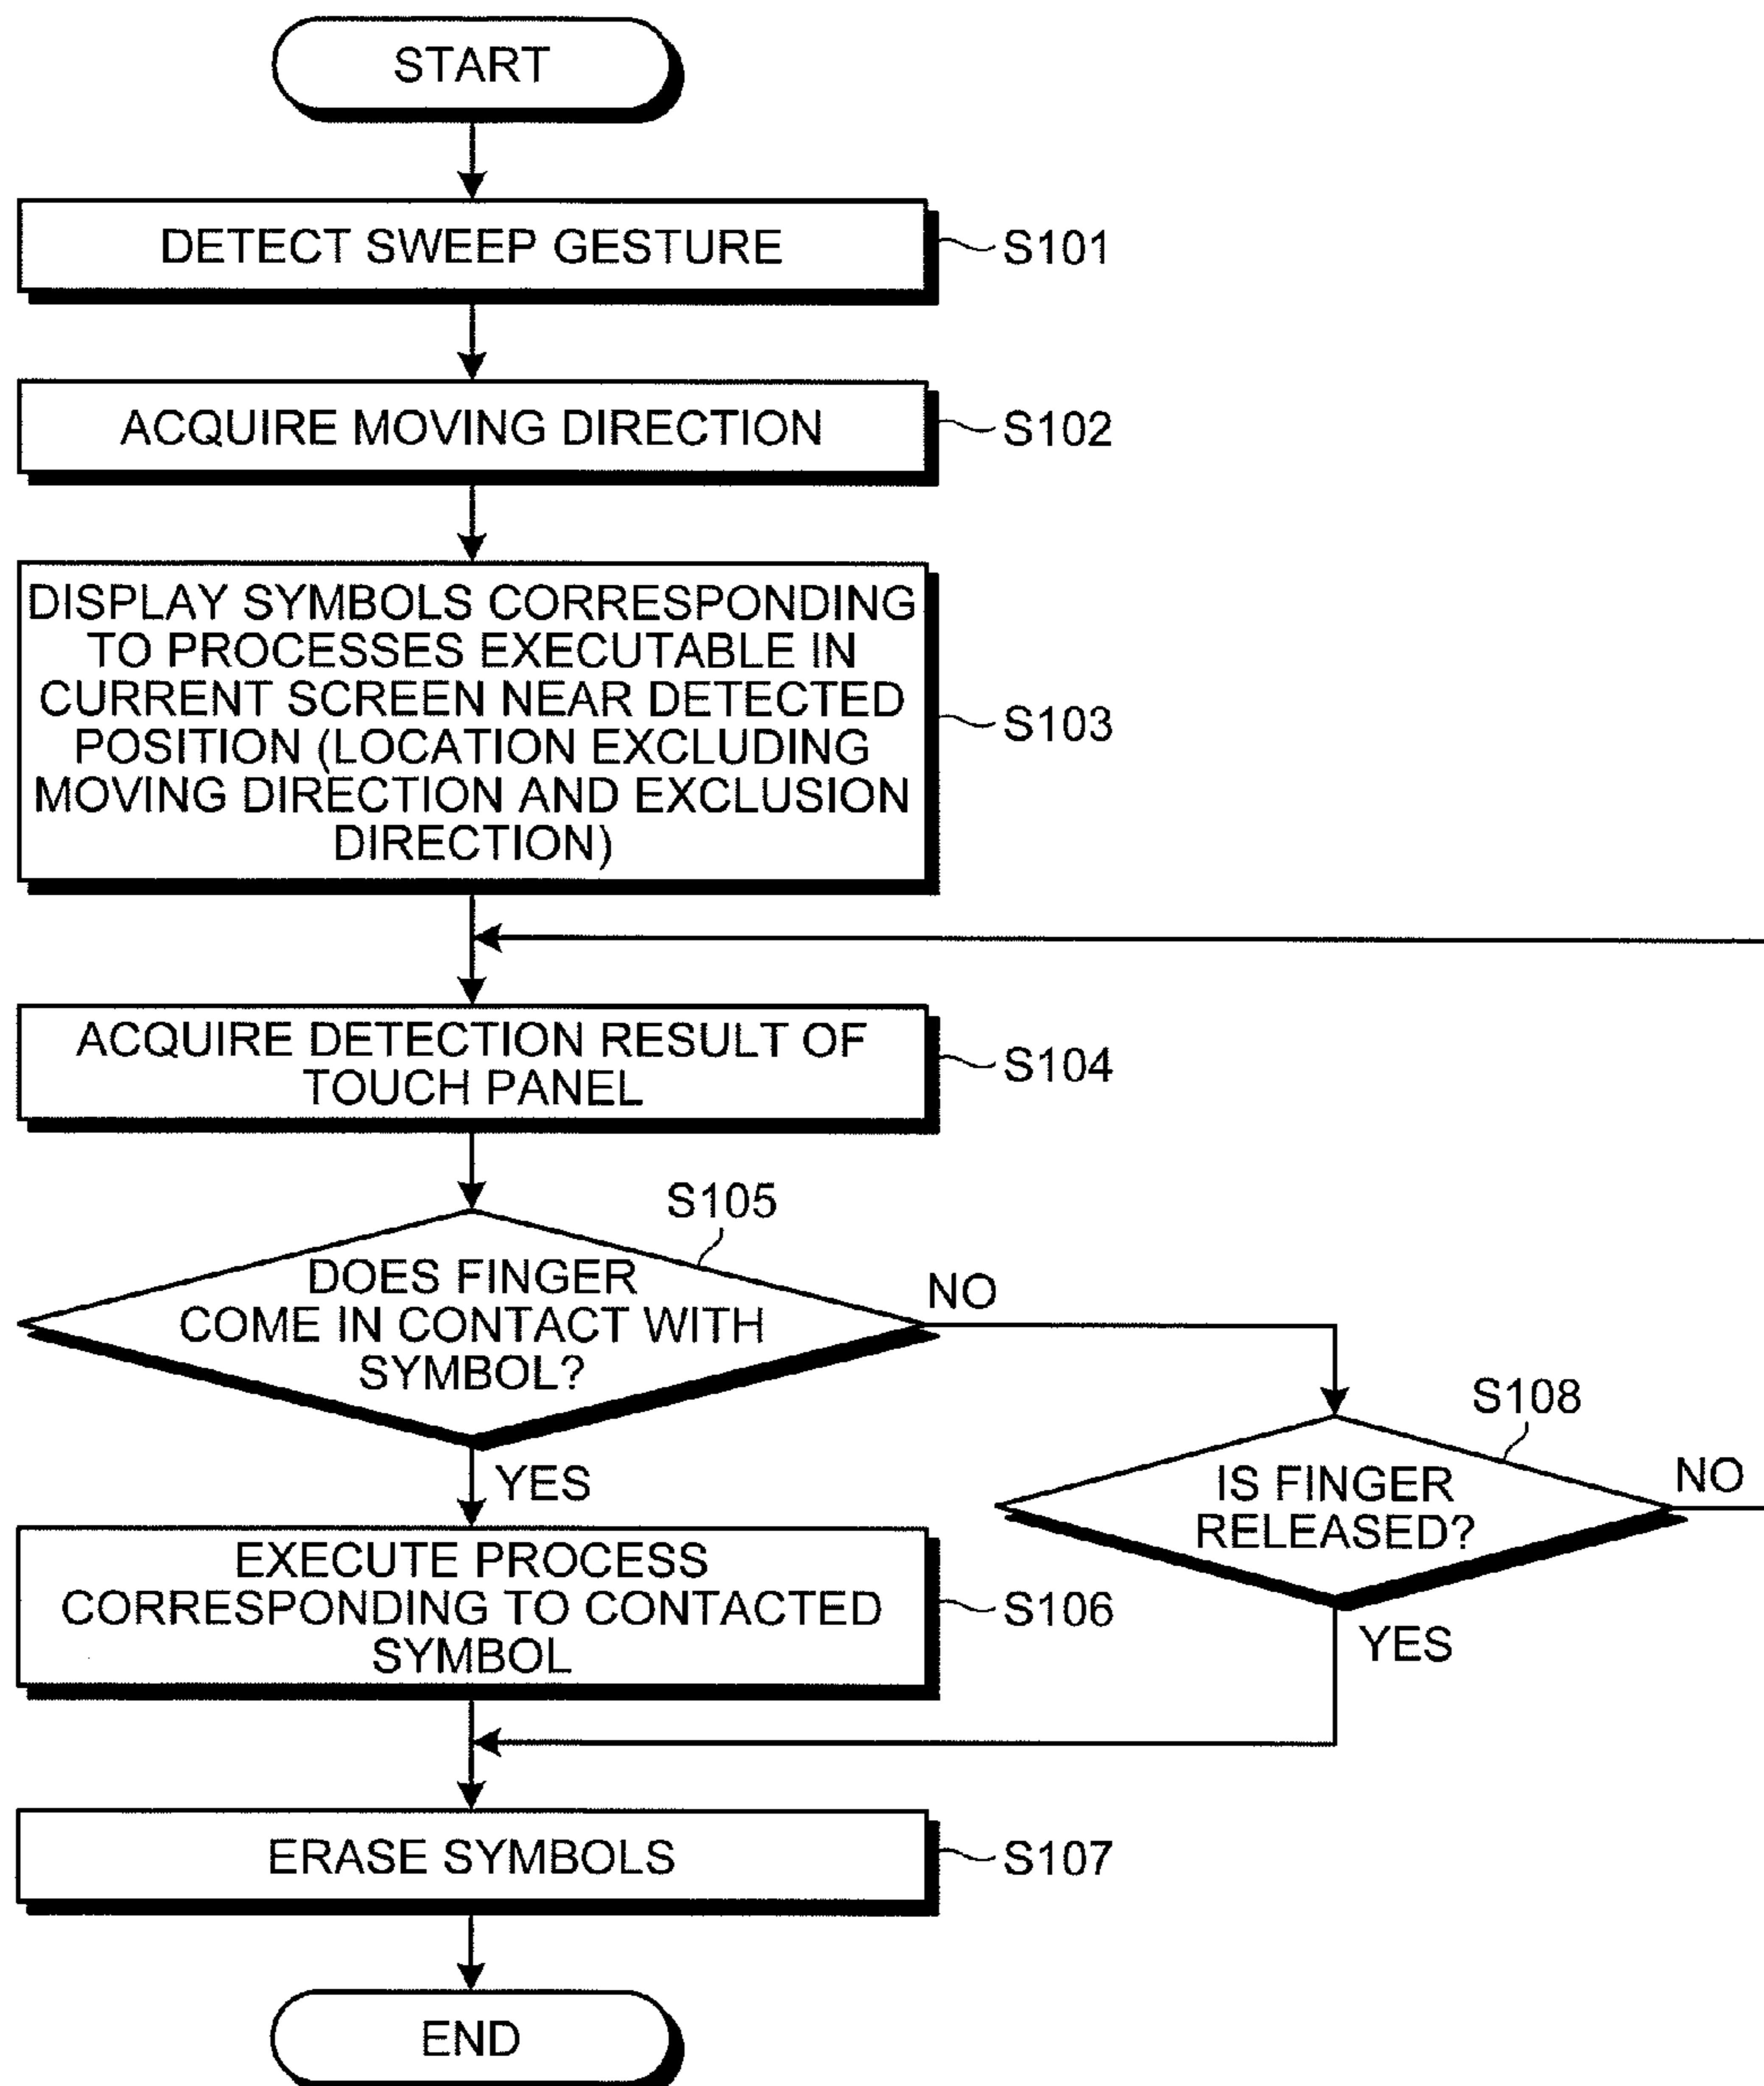 START
DETECT SWEEP GESTURE
S101
ACQUIRE MOVING DIRECTION
S102
DISPLAY SYMBOLS CORRESPONDING
TO PROCESSES EXECUTABLE IN
CURRENT SCREEN NEAR DETECTED
POSITION (LOCATION EXCLUDING
MOVING DIRECTION AND EXCLUSION
DIRECTION)
S103
ACQUIRE DETECTION RESULT OF
TOUCH PANEL
S104
S105
DOES FINGER
COME IN CONTACT WITH
SYMBOL?
NO
YES
S108
IS FINGER
RELEASED?
NO
YES
EXECUTE PROCESS
CORRESPONDING TO CONTACTED
SYMBOL
S106
ERASE SYMBOLS
S107
END